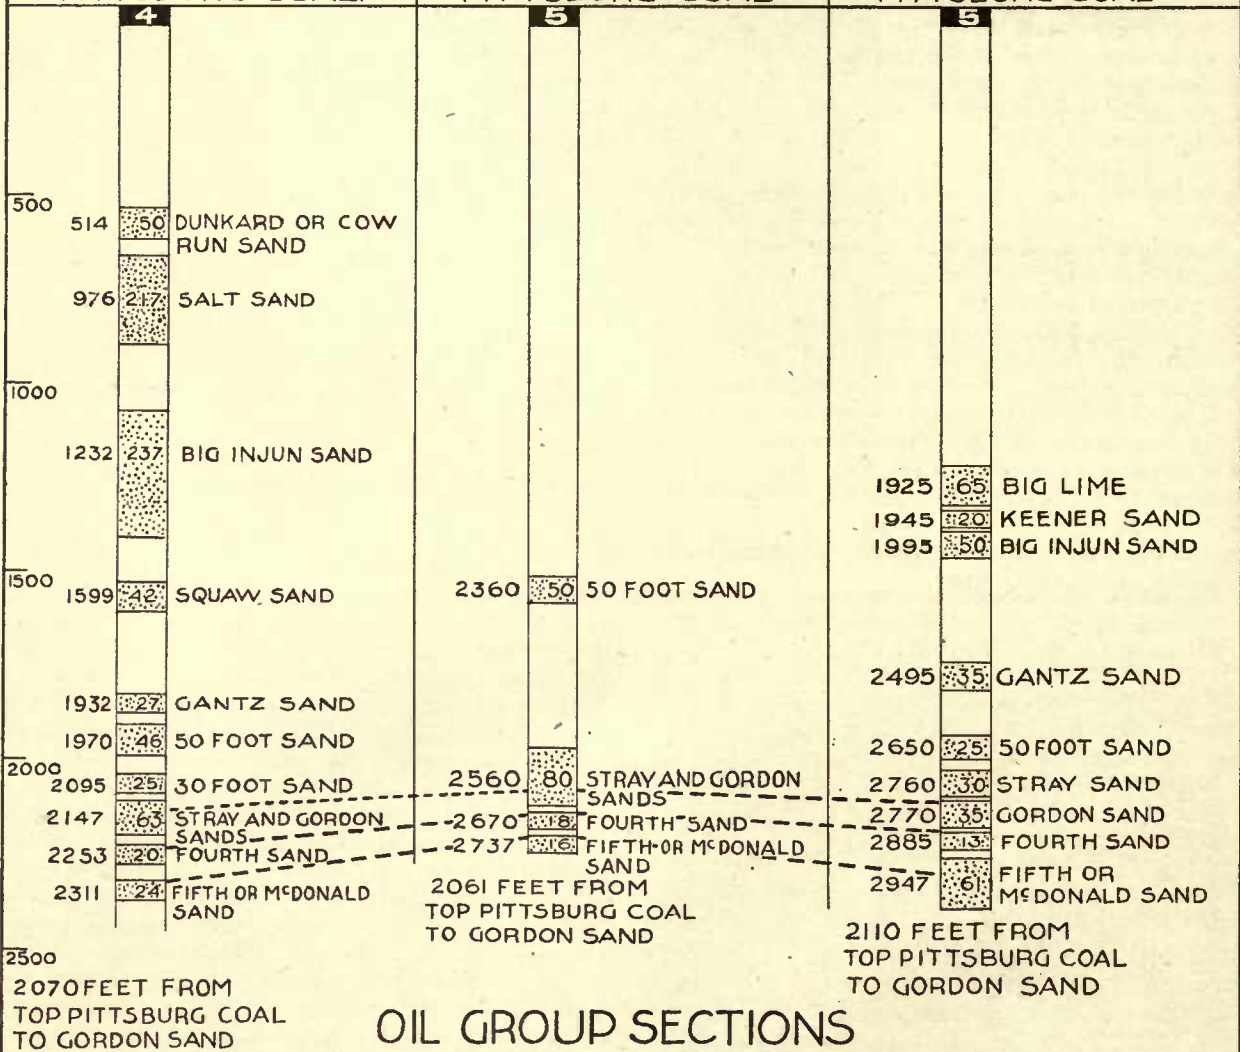 4
500
514 50 DUNKARD OR COW
RUN SAND
976 217 SALT SAND
1000
1232 237 BIG INJUN SAND
1500
1599 42 SQUAW SAND
1932 27 GANTZ SAND
1970 46 50 FOOT SAND
2000
2095 25 30 FOOT SAND
2147 63 STRAY AND GORDON
SANDS
2253 20 FOURTH SAND
2311 24 FIFTH OR McDONALD
SAND
2500
2070 FEET FROM
TOP PITTSBURG COAL
TO GORDON SAND
PITTSBURG COAL
5
2360 50 50 FOOT SAND
2560 80 STRAY AND GORDON
SANDS
2670 18 FOURTH SAND
2737 16 FIFTH OR McDONALD
SAND
2061 FEET FROM
TOP PITTSBURG COAL
TO GORDON SAND
PITTSBURG COAL
5
1925 65 BIG LIME
1945 20 KEENER SAND
1995 50 BIG INJUN SAND
2495 35 GANTZ SAND
2650 25 50 FOOT SAND
2760 30 STRAY SAND
2770 35 GORDON SAND
2885 13 FOURTH SAND
2947 61 FIFTH OR
McDONALD SAND
2110 FEET FROM
TOP PITTSBURG COAL
TO GORDON SAND
OIL GROUP SECTIONS